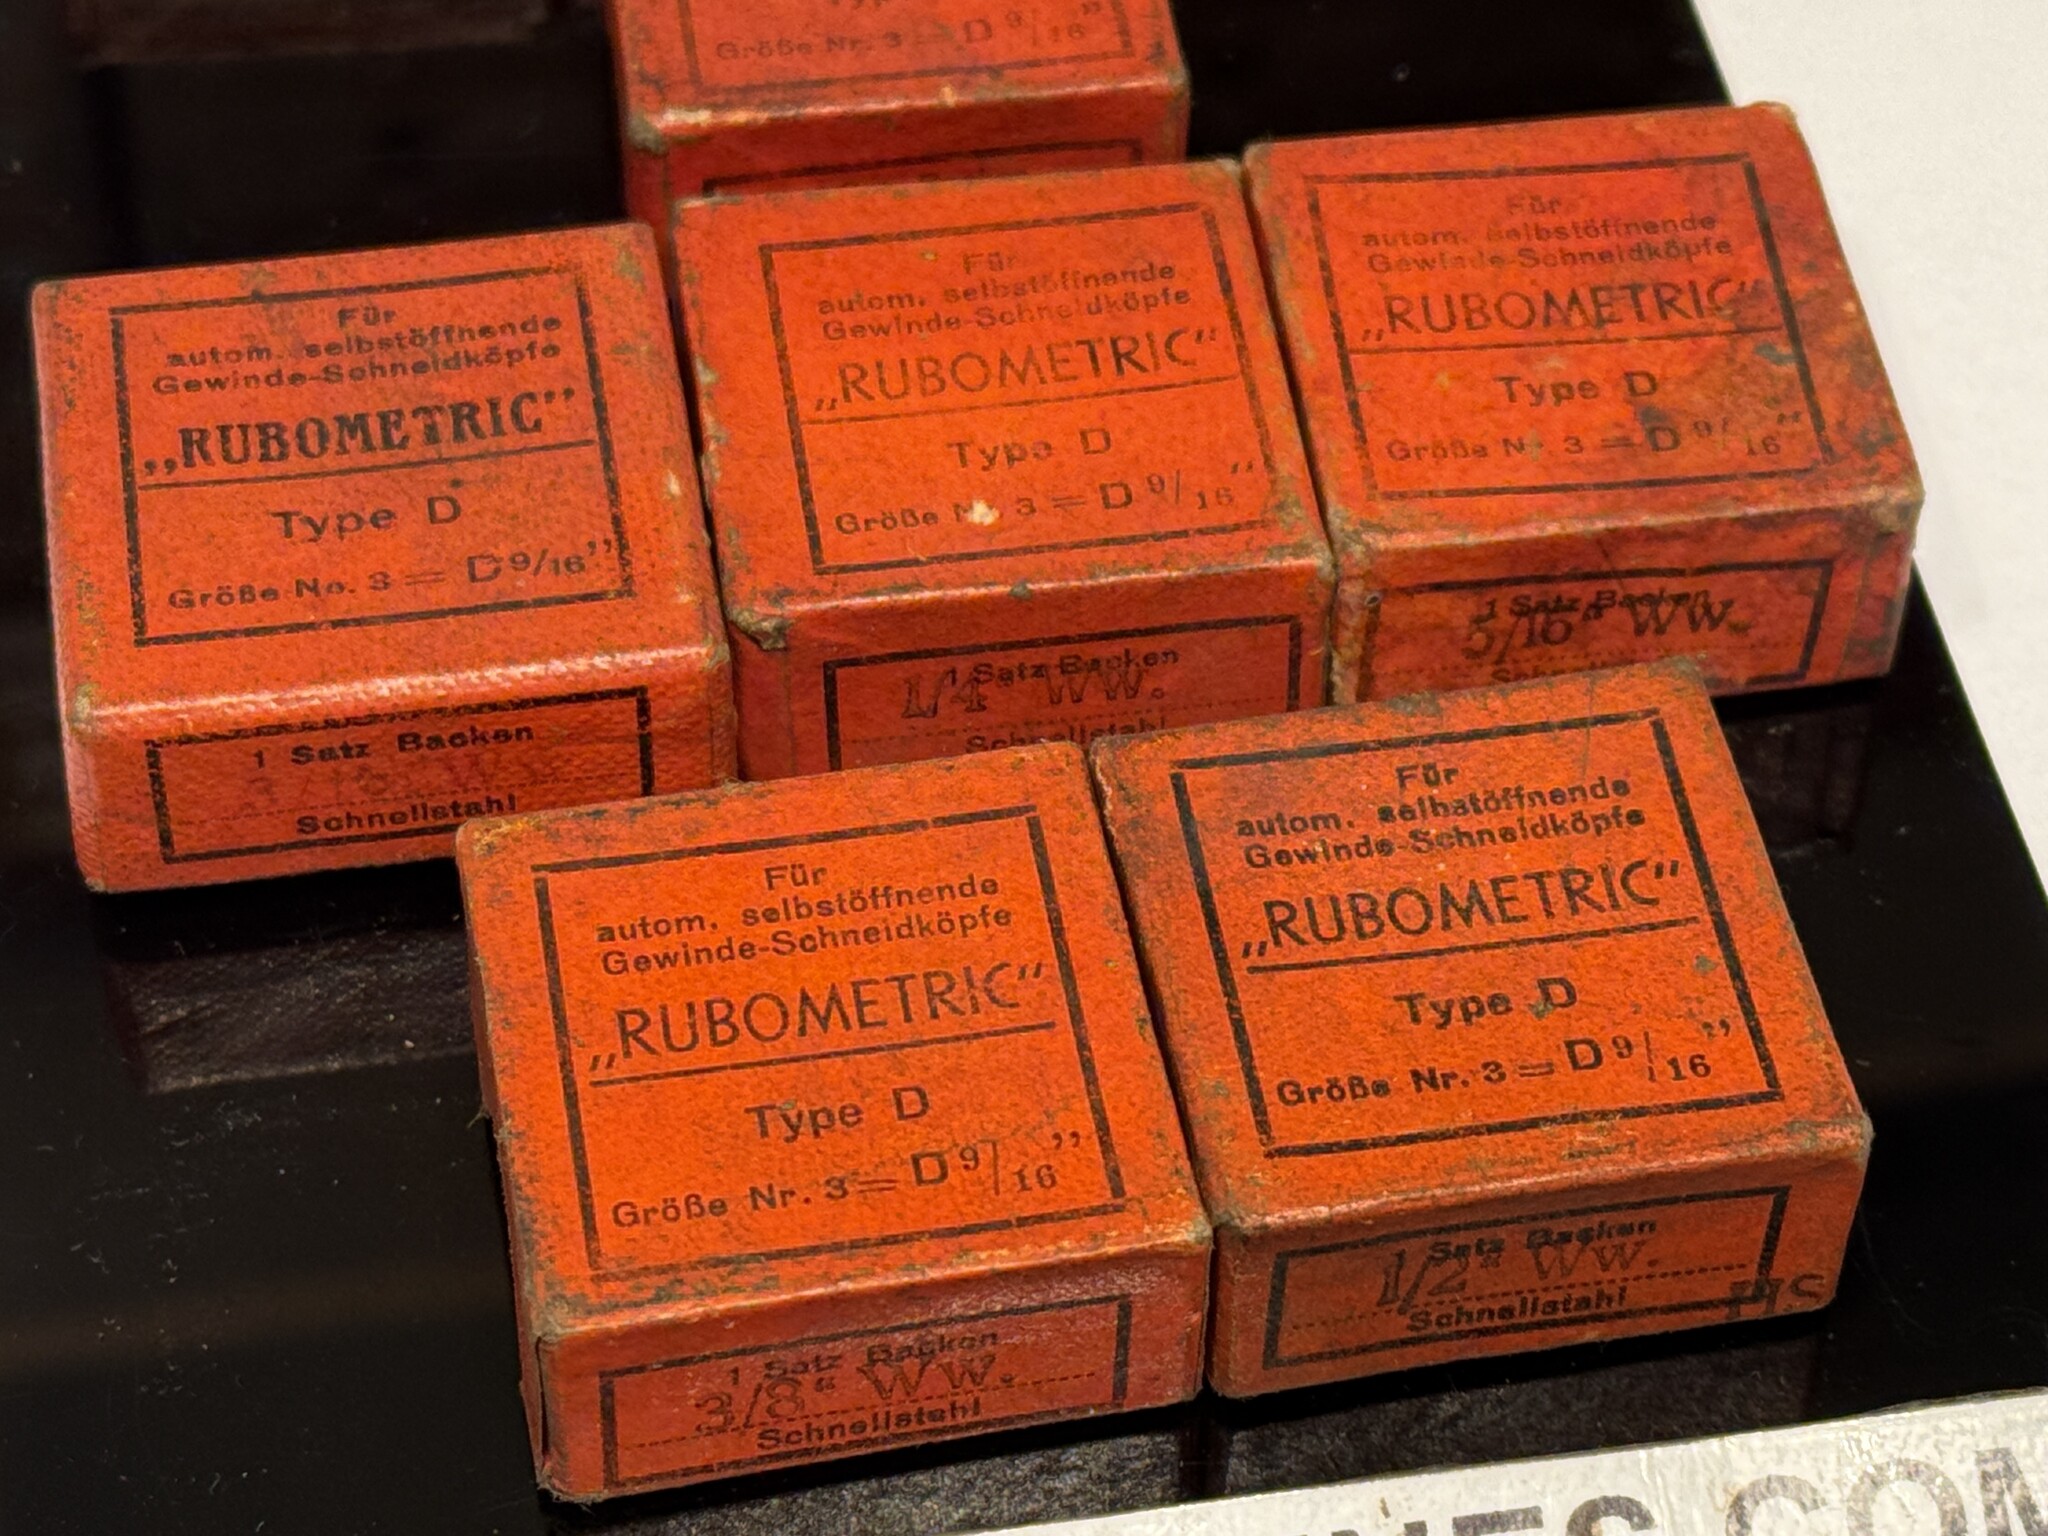 Größe Nr. 3 = D 9/16"
Für
autom. selbstöffnende
Gewinde-Schneidköpfe
„RUBOMETRIC”
Type D
Größe No. 3 = D 9/16”
1 Satz Backen
Schnellstahl
Für
autom. selbstöffnende
Gewinde-Schneidköpfe
„RUBOMETRIC“
Type D
Größe 3 = D 9/16“
1 Satz Backen
1/4" WW.
Schnellstahl
Für
autom. selbstöffnende
Gewinde-Schneidköpfe
„RUBOMETRIC“
Type D
Größe Nr 3 = D 9/16“
1 Satz Backen
5/16" WW.
Für
autom. selbstöffnende
Gewinde-Schneidköpfe
„RUBOMETRIC“
Type D
Größe Nr. 3 = D 9/16”
1 Satz Backen
3/8" WW.
Schnellstahl
Für
autom. selbstöffnende
Gewinde-Schneidköpfe
„RUBOMETRIC“
Type D
Größe Nr. 3 = D 9/16”
Satz Backen
1/2" WW.
Schnellstahl
HS